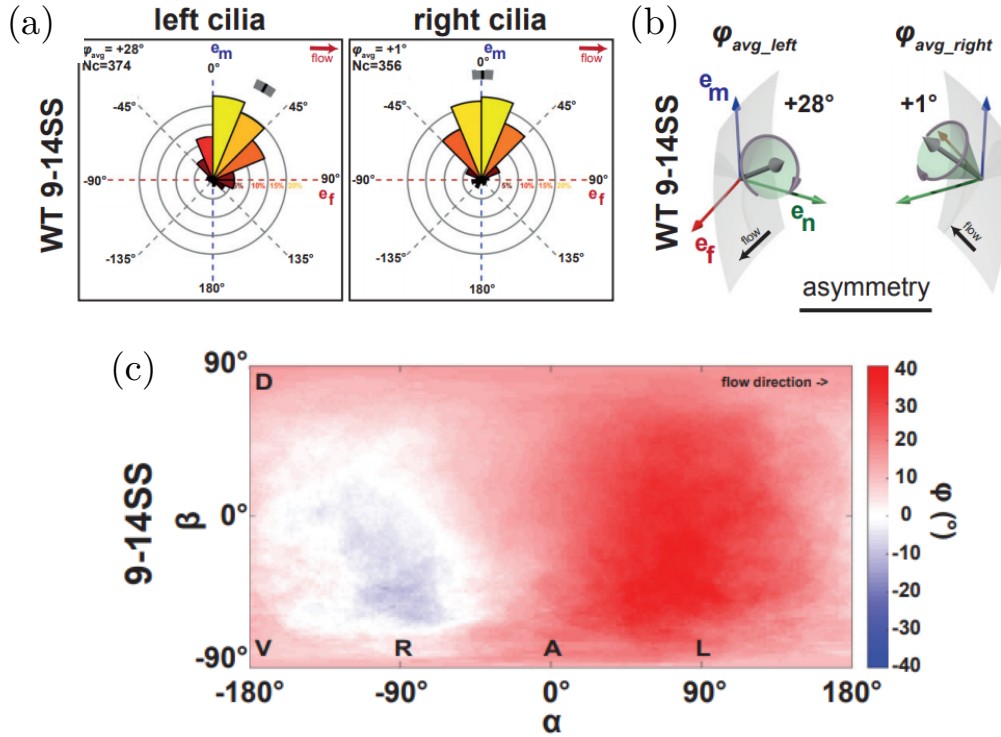 (a)
left cilia
right cilia
WT 9-14SS
φavg = +28°
Nc=374
em
0°
flow
-45°
45°
-90°
90°
ef
5% 10% 15% 20%
-135°
135°
180°
φavg = +1°
Nc=356
em
0°
flow
-45°
45°
-90°
90°
ef
5% 10% 15% 20%
-135°
135°
180°
(b)
φavg_left
φavg_right
WT 9-14SS
em
+28°
+1°
ef
en
flow
flow
asymmetry
(c)
9-14SS
90°
D
flow direction ->
β
0°
V
R
A
L
-90°
-180°
-90°
0°
90°
180°
α
40
30
20
10
0
-10
-20
-30
-40
φ (°)